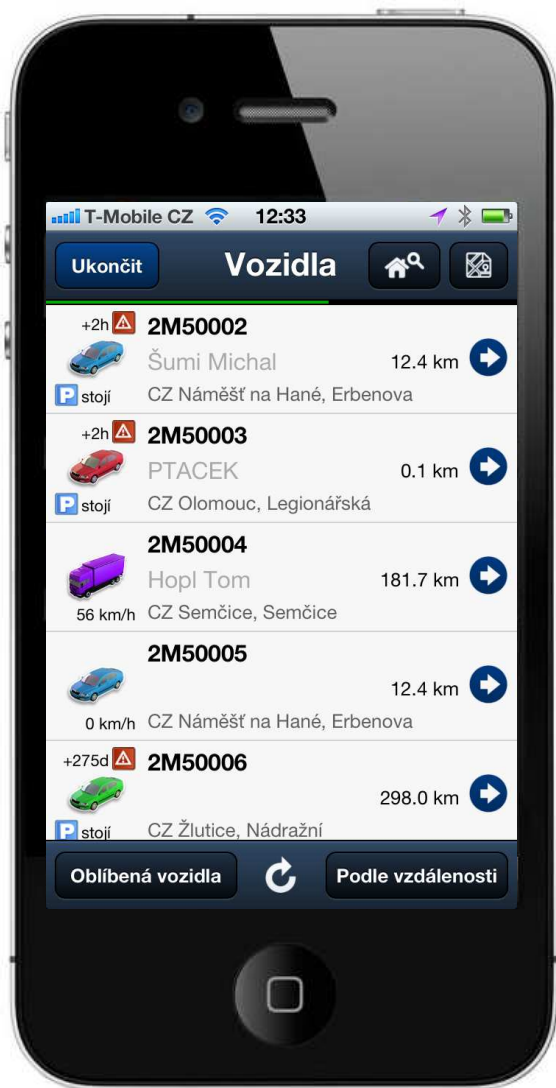 T-Mobile CZ 12:33
Ukončit Vozidla
+2h 2M50002
Šumi Michal 12.4 km
P stojí CZ Náměšť na Hané, Erbenova
+2h 2M50003
PTACEK 0.1 km
P stojí CZ Olomouc, Legionářská
2M50004
Hopl Tom 181.7 km
56 km/h CZ Semčice, Semčice
2M50005
12.4 km
0 km/h CZ Náměšť na Hané, Erbenova
+275d 2M50006
298.0 km
P stojí CZ Žlutice, Nádražní
Oblíbená vozidla Podle vzdálenosti